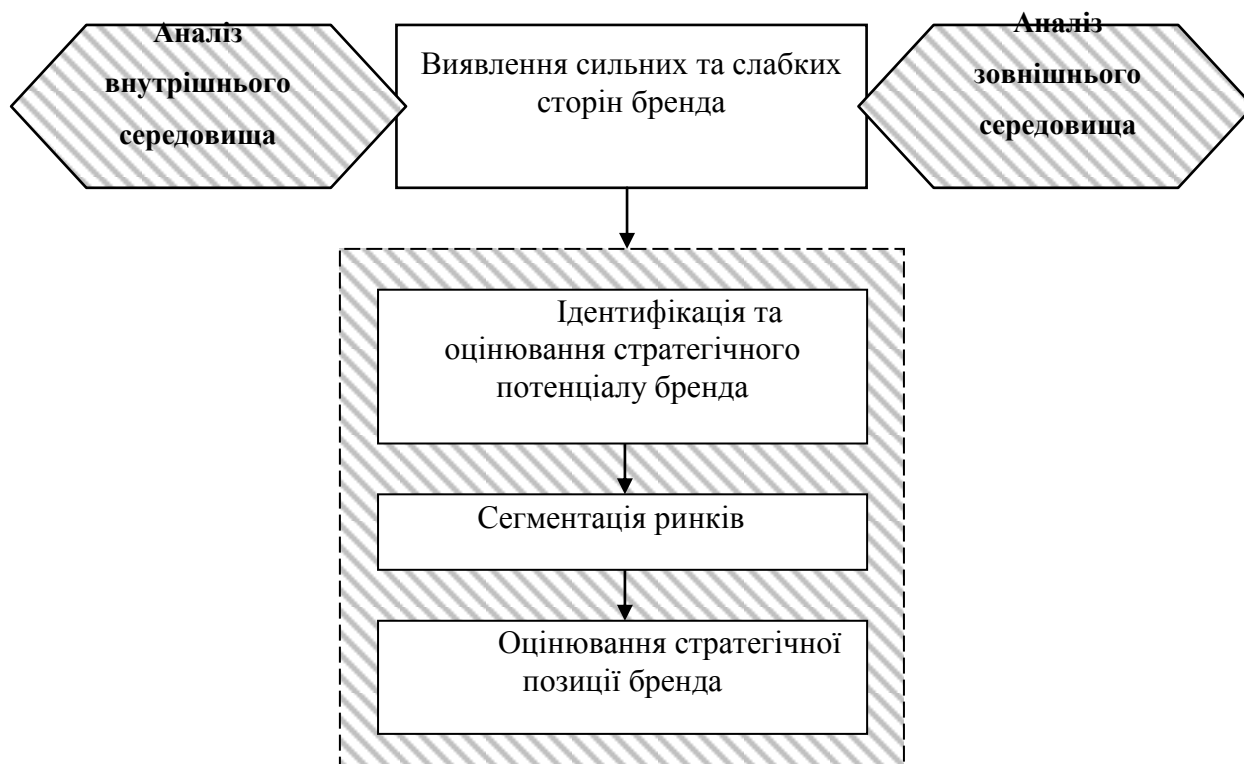 Аналіз
внутрішнього
середовища
Виявлення сильних та слабких
сторін бренда
Аналіз
зовнішнього
середовища
Ідентифікація та
оцінювання стратегічного
потенціалу бренда
Сегментація ринків
Оцінювання стратегічної
позиції бренда